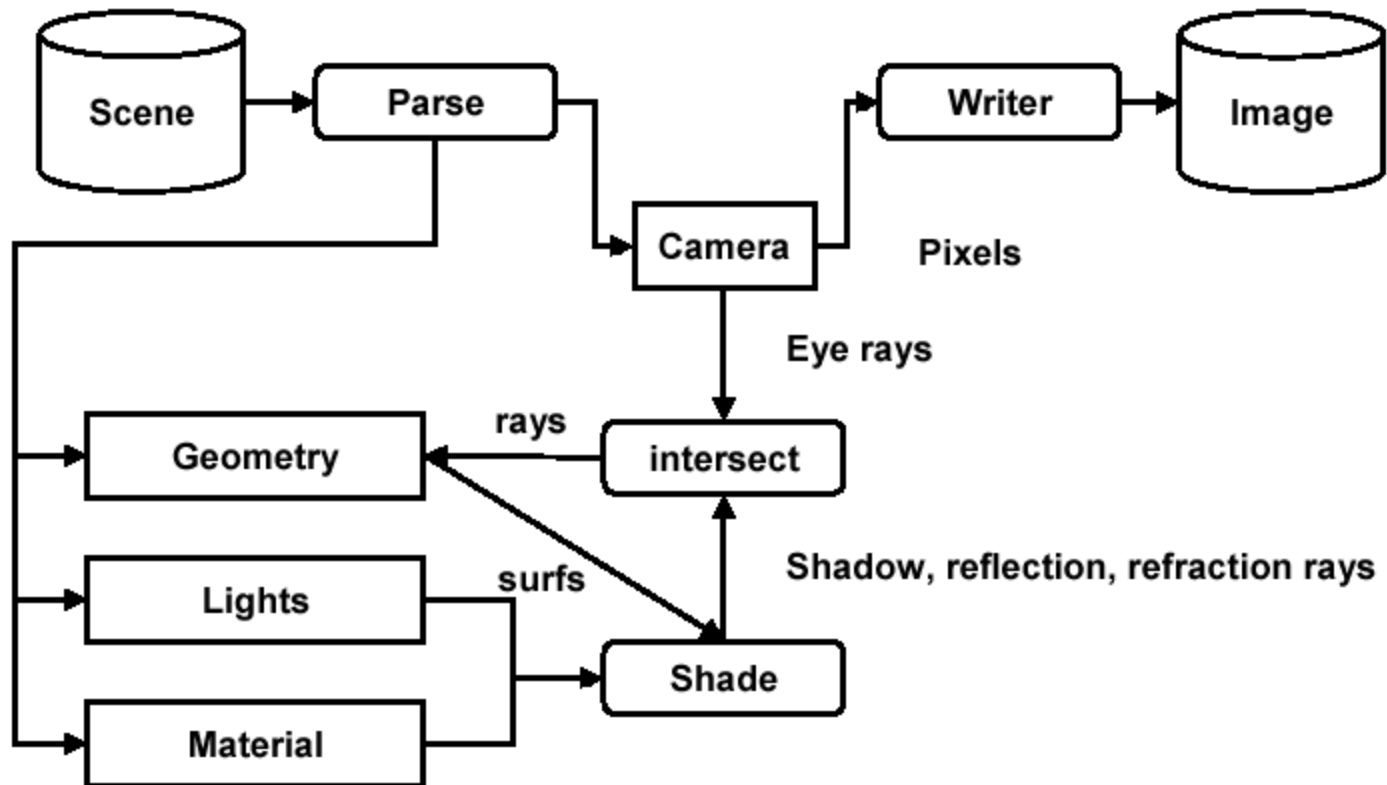 Scene
Parse
Writer
Image
Camera
Pixels
Eye rays
rays
Geometry
intersect
Shadow, reflection, refraction rays
surfs
Lights
Shade
Material